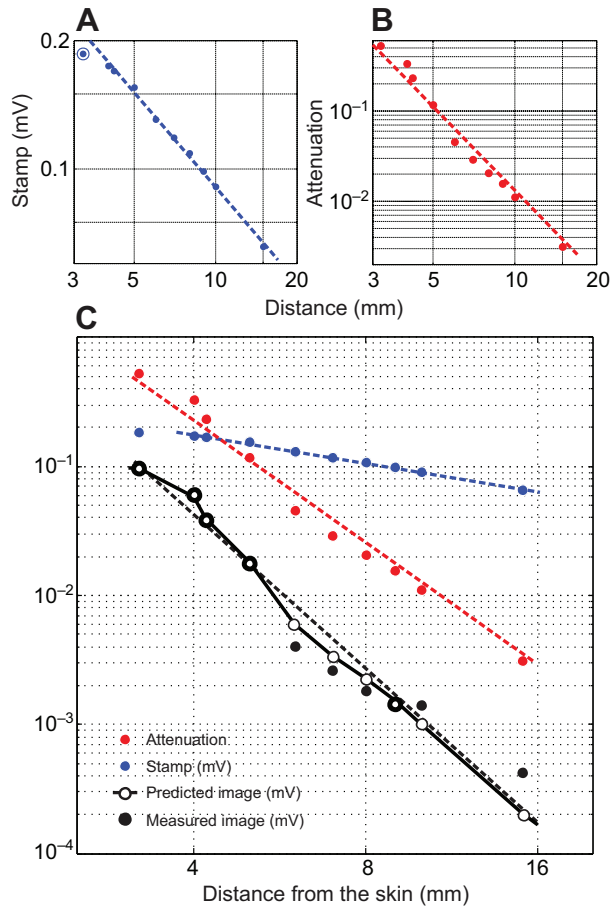 A
B
0.2
0.1
Stamp (mV)
3
5
10
20
Attenuation
10⁻¹
10⁻²
3
5
10
20
Distance (mm)
C
10⁻¹
10⁻²
10⁻³
10⁻⁴
Attenuation
Stamp (mV)
Predicted image (mV)
Measured image (mV)
4
8
16
Distance from the skin (mm)